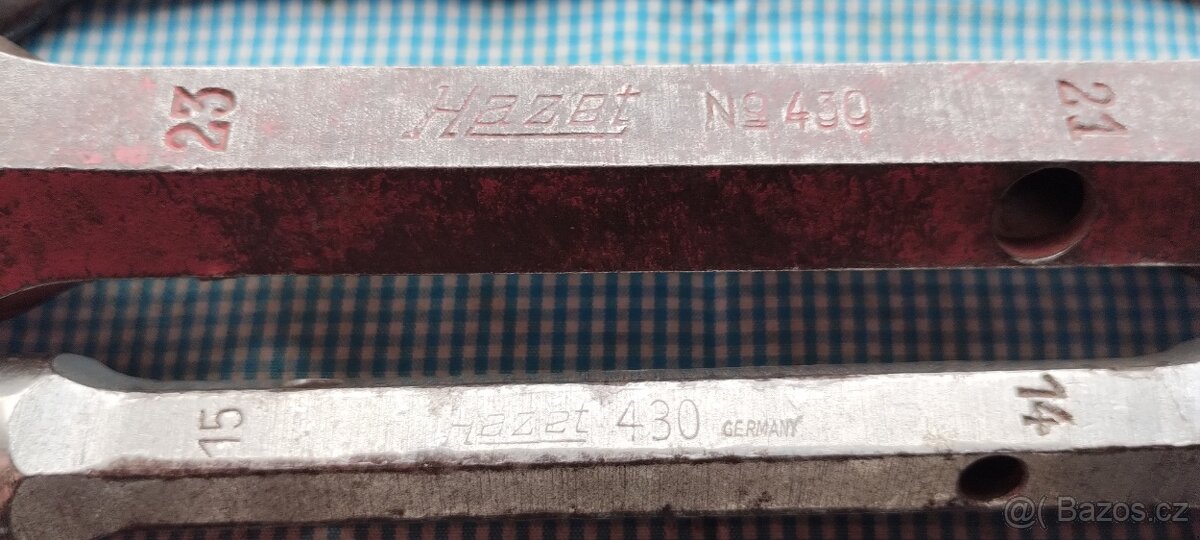 23 Hazet No 430 21
15 Hazet 430 GERMANY 14
@ Bazos.cz